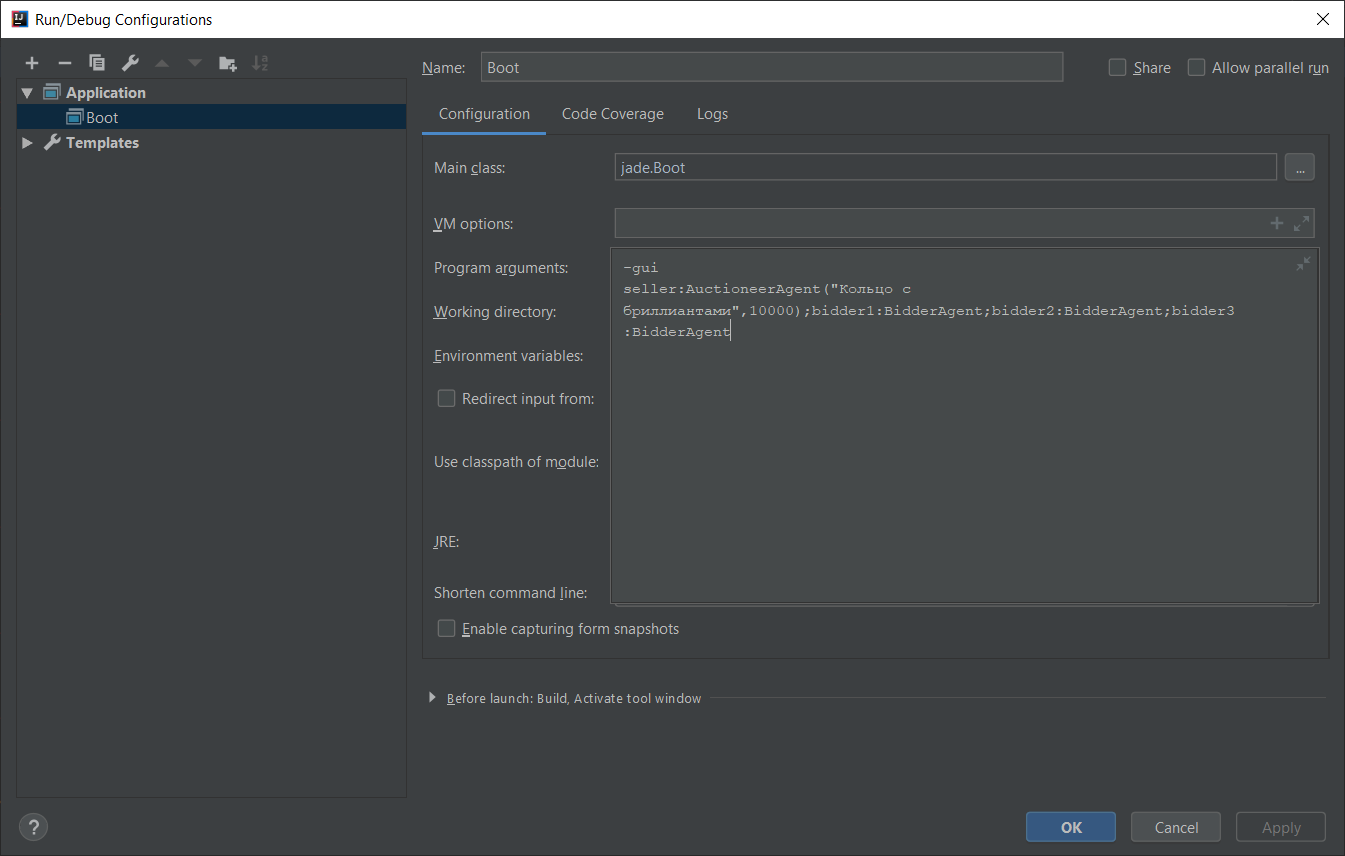 Run/Debug Configurations
Application
Boot
Templates
Name: Boot
Share
Allow parallel run
Configuration
Code Coverage
Logs
Main class: jade.Boot
...
VM options:
Program arguments:
-gui
seller:AuctioneerAgent("Кольцо с
бриллиантами",10000);bidder1:BidderAgent;bidder2:BidderAgent;bidder3
:BidderAgent
Working directory:
Environment variables:
Redirect input from:
Use classpath of module:
JRE:
Shorten command line:
Enable capturing form snapshots
Before launch: Build, Activate tool window
?
OK
Cancel
Apply